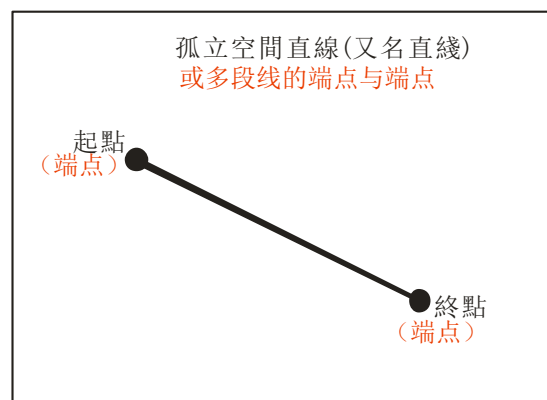 孤立空間直線(又名直綫)
或多段线的端点与端点
起點
（端点）
終點
（端点）